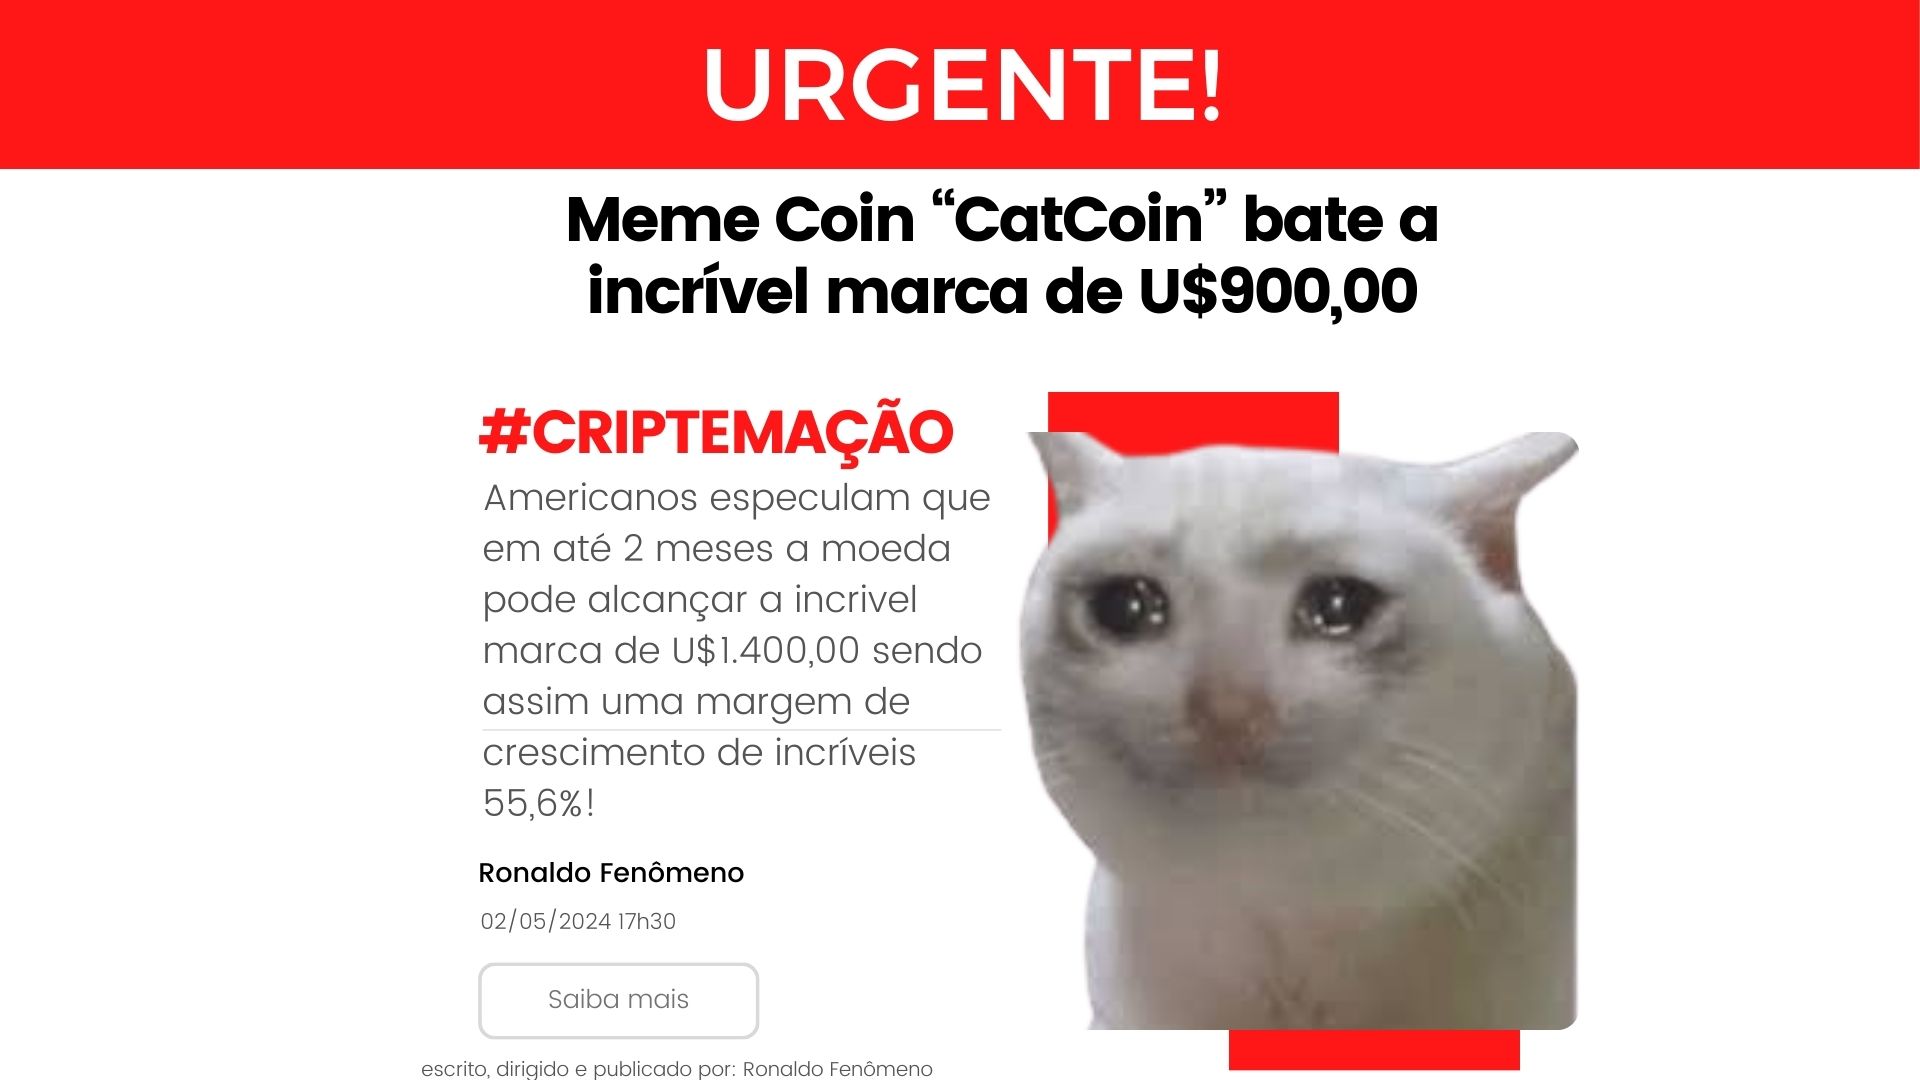 URGENTE!
Meme Coin “CatCoin” bate a
incrível marca de U$900,00
#CRIPTEMAÇÃO
Americanos especulam que
em até 2 meses a moeda
pode alcançar a incrivel
marca de U$1.400,00 sendo
assim uma margem de
crescimento de incríveis
55,6%!
Ronaldo Fenômeno
02/05/2024 17h30
Saiba mais
escrito, dirigido e publicado por: Ronaldo Fenômeno